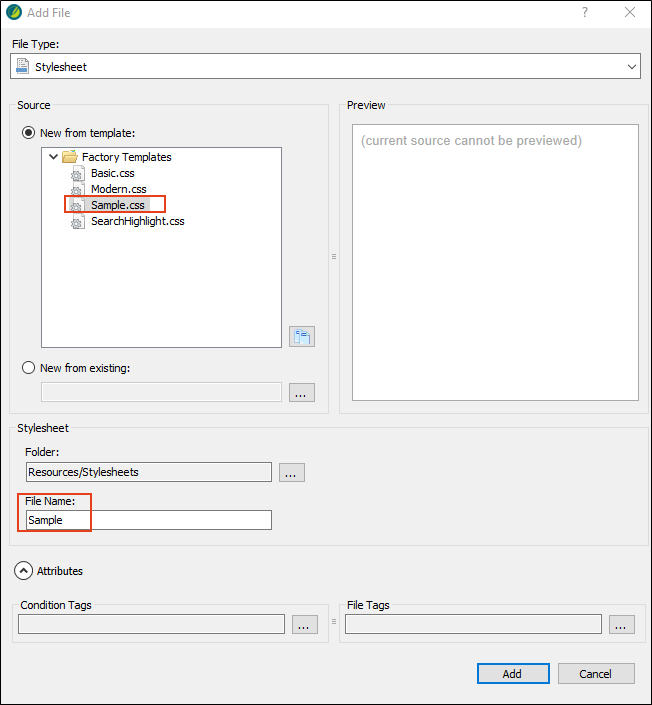 Add File
?
File Type:
Stylesheet
Source
New from template:
Factory Templates
Basic.css
Modern.css
Sample.css
SearchHighlight.css
New from existing:
...
Preview
(current source cannot be previewed)
Stylesheet
Folder:
Resources/Stylesheets
...
File Name:
Sample
Attributes
Condition Tags
...
File Tags
...
Add
Cancel